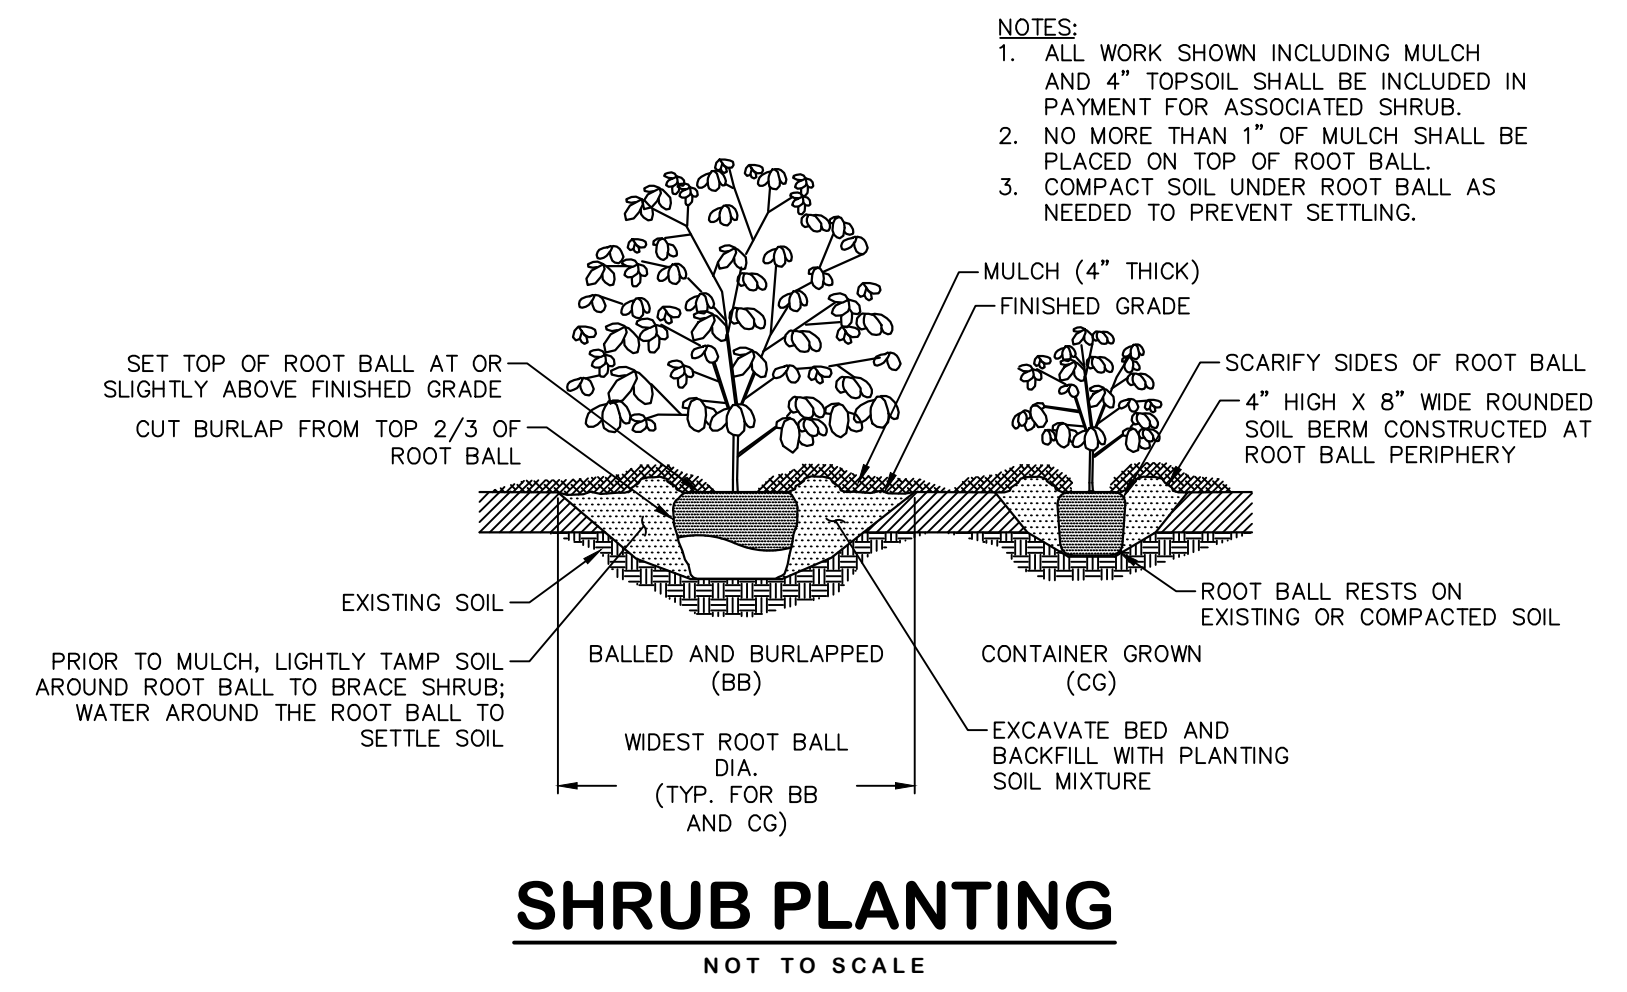 NOTES:
1. ALL WORK SHOWN INCLUDING MULCH
AND 4” TOPSOIL SHALL BE INCLUDED IN
PAYMENT FOR ASSOCIATED SHRUB.
2. NO MORE THAN 1” OF MULCH SHALL BE
PLACED ON TOP OF ROOT BALL.
3. COMPACT SOIL UNDER ROOT BALL AS
NEEDED TO PREVENT SETTLING.
MULCH (4” THICK)
FINISHED GRADE
SET TOP OF ROOT BALL AT OR
SLIGHTLY ABOVE FINISHED GRADE
CUT BURLAP FROM TOP 2/3 OF
ROOT BALL
SCARIFY SIDES OF ROOT BALL
4” HIGH X 8” WIDE ROUNDED
SOIL BERM CONSTRUCTED AT
ROOT BALL PERIPHERY
EXISTING SOIL
ROOT BALL RESTS ON
EXISTING OR COMPACTED SOIL
PRIOR TO MULCH, LIGHTLY TAMP SOIL
AROUND ROOT BALL TO BRACE SHRUB;
WATER AROUND THE ROOT BALL TO
SETTLE SOIL
BALLED AND BURLAPPED
(BB)
CONTAINER GROWN
(CG)
WIDEST ROOT BALL
DIA.
(TYP. FOR BB
AND CG)
EXCAVATE BED AND
BACKFILL WITH PLANTING
SOIL MIXTURE
SHRUB PLANTING
NOT TO SCALE